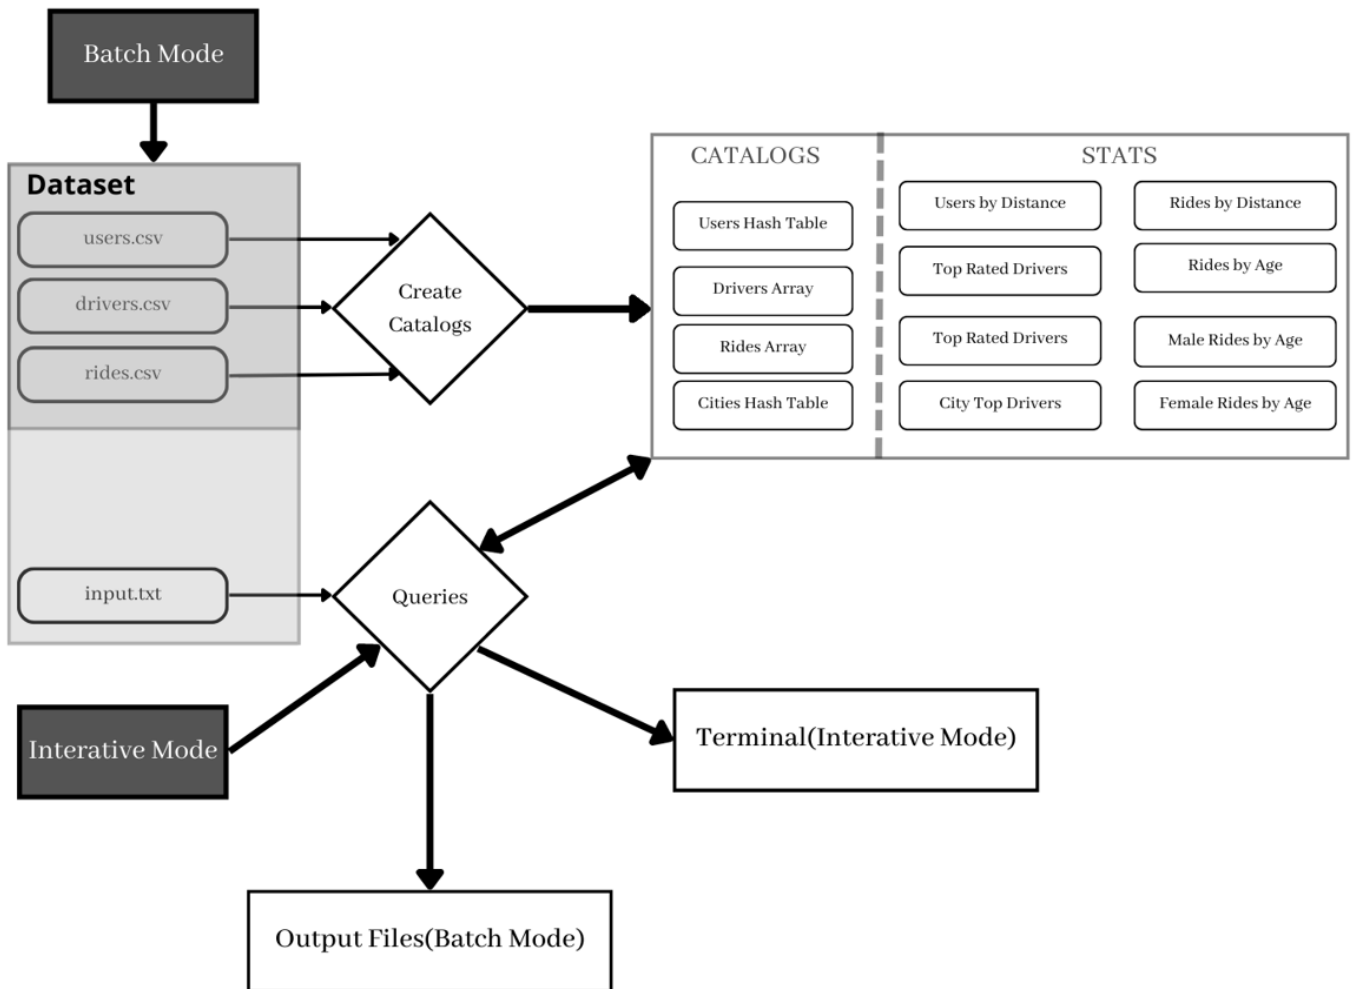 Batch Mode
Dataset
users.csv
drivers.csv
rides.csv
input.txt
Create
Catalogs
CATALOGS
Users Hash Table
Drivers Array
Rides Array
Cities Hash Table
STATS
Users by Distance
Rides by Distance
Top Rated Drivers
Rides by Age
Top Rated Drivers
Male Rides by Age
City Top Drivers
Female Rides by Age
Queries
Interative Mode
Terminal(Interative Mode)
Output Files(Batch Mode)